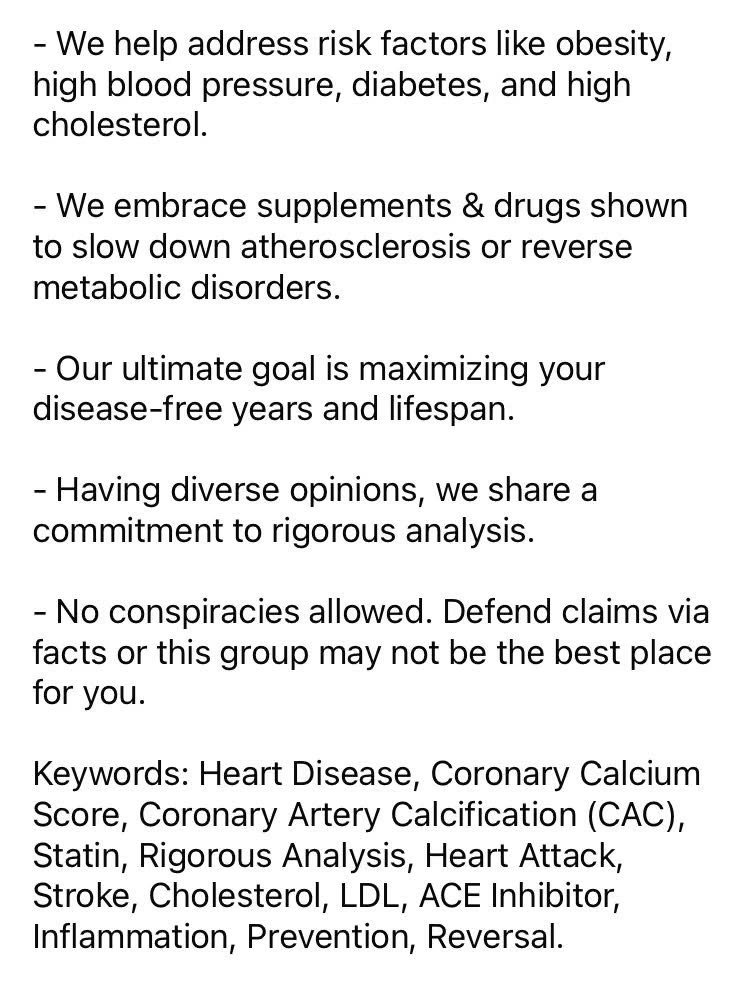 - We help address risk factors like obesity,
high blood pressure, diabetes, and high
cholesterol.
- We embrace supplements & drugs shown
to slow down atherosclerosis or reverse
metabolic disorders.
- Our ultimate goal is maximizing your
disease-free years and lifespan.
- Having diverse opinions, we share a
commitment to rigorous analysis.
- No conspiracies allowed. Defend claims via
facts or this group may not be the best place
for you.
Keywords: Heart Disease, Coronary Calcium
Score, Coronary Artery Calcification (CAC),
Statin, Rigorous Analysis, Heart Attack,
Stroke, Cholesterol, LDL, ACE Inhibitor,
Inflammation, Prevention, Reversal.